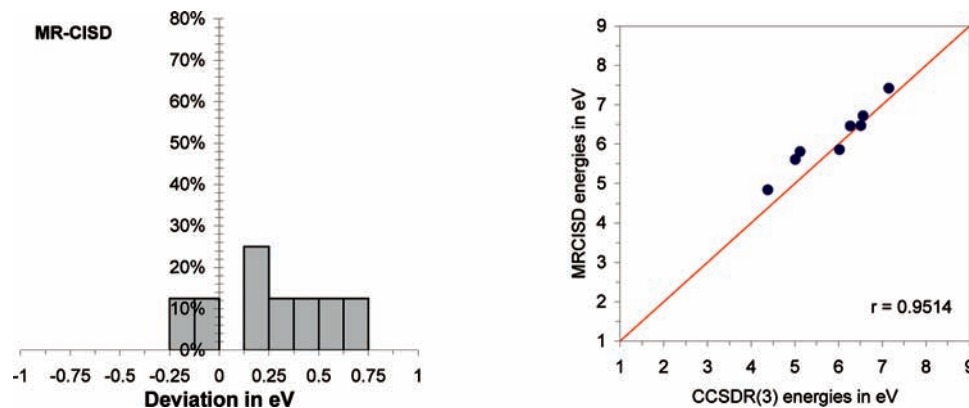 MR-CISD
80%
70%
60%
50%
40%
30%
20%
10%
0%
-1 -0.75 -0.5 -0.25 0 0.25 0.5 0.75 1
Deviation in eV
MRCISD energies in eV
9
8
7
6
5
4
3
2
1
r = 0.9514
1 2 3 4 5 6 7 8 9
CCSDR(3) energies in eV